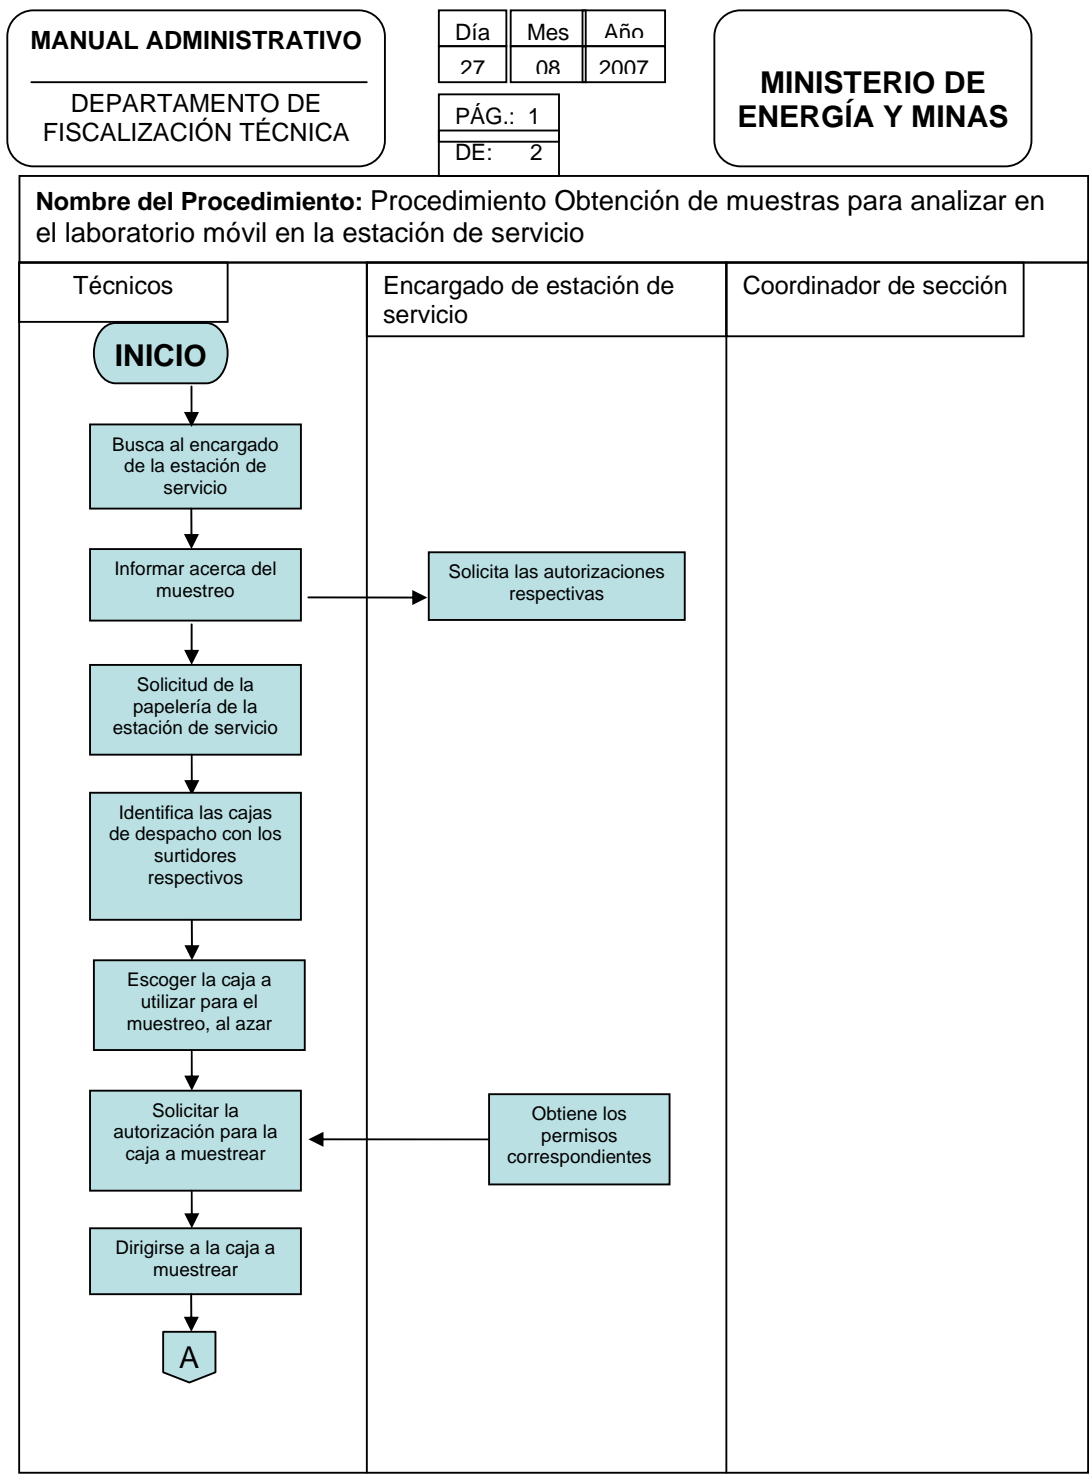 MANUAL ADMINISTRATIVO
DEPARTAMENTO DE
FISCALIZACIÓN TÉCNICA
Día Mes Año
27 08 2007
PÁG.: 1
DE: 2
MINISTERIO DE
ENERGÍA Y MINAS
Nombre del Procedimiento: Procedimiento Obtención de muestras para analizar en
el laboratorio móvil en la estación de servicio
Técnicos
Encargado de estación de
servicio
Coordinador de sección
INICIO
Busca al encargado
de la estación de
servicio
Informar acerca del
muestreo
Solicita las autorizaciones
respectivas
Solicitud de la
papelería de la
estación de servicio
Identifica las cajas
de despacho con los
surtidores
respectivos
Escoger la caja a
utilizar para el
muestreo, al azar
Solicitar la
autorización para la
caja a muestrear
Obtiene los
permisos
correspondientes
Dirigirse a la caja a
muestrear
A